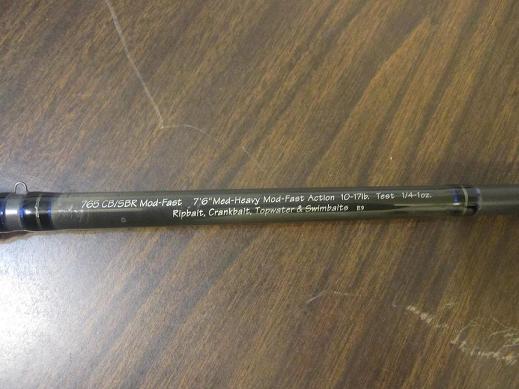 765 CB/SBR Mod-Fast 7'6" Med-Heavy Mod-Fast Action 10-17lb. Test 1/4-1oz.
Ripbait, Crankbait, Topwater & Swimbaits E9